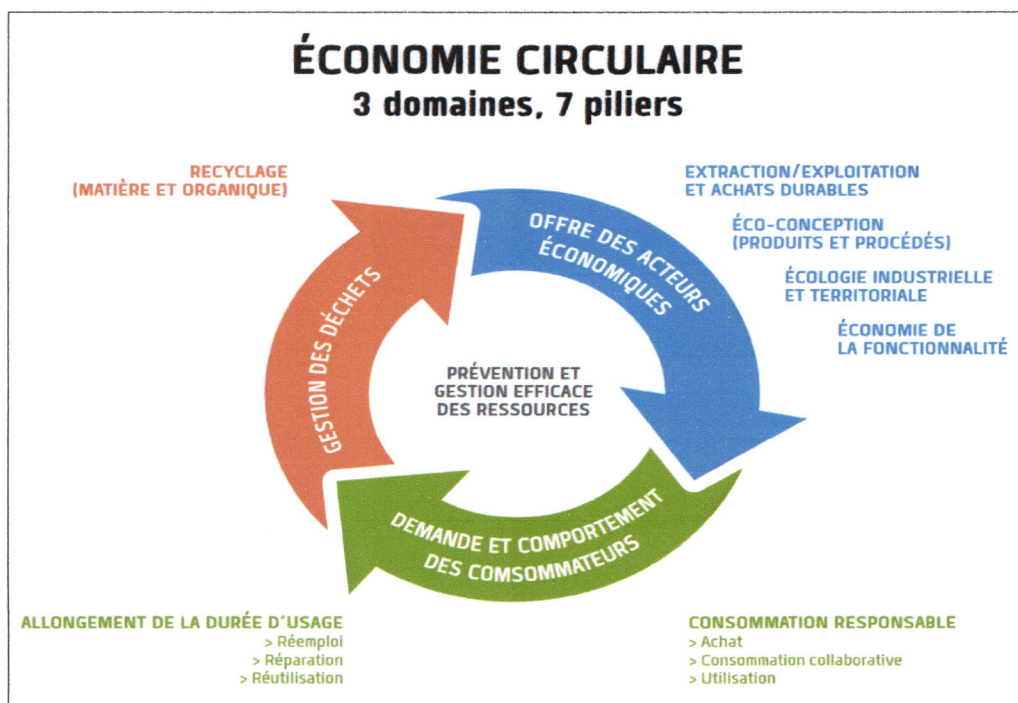 ÉCONOMIE CIRCULAIRE
3 domaines, 7 piliers
RECYCLAGE
(MATIÈRE ET ORGANIQUE)
EXTRACTION/EXPLOITATION
ET ACHATS DURABLES
ÉCO-CONCEPTION
(PRODUITS ET PROCÉDÉS)
ÉCOLOGIE INDUSTRIELLE
ET TERRITORIALE
ÉCONOMIE DE
LA FONCTIONNALITÉ
OFFRE DES ACTEURS
ÉCONOMIQUES
GESTION DES DÉCHETS
PRÉVENTION ET
GESTION EFFICACE
DES RESSOURCES
DEMANDE ET COMPORTEMENT
DES COMSOMMATEURS
ALLONGEMENT DE LA DURÉE D'USAGE
> Réemploi
> Réparation
> Réutilisation
CONSOMMATION RESPONSABLE
> Achat
> Consommation collaborative
> Utilisation